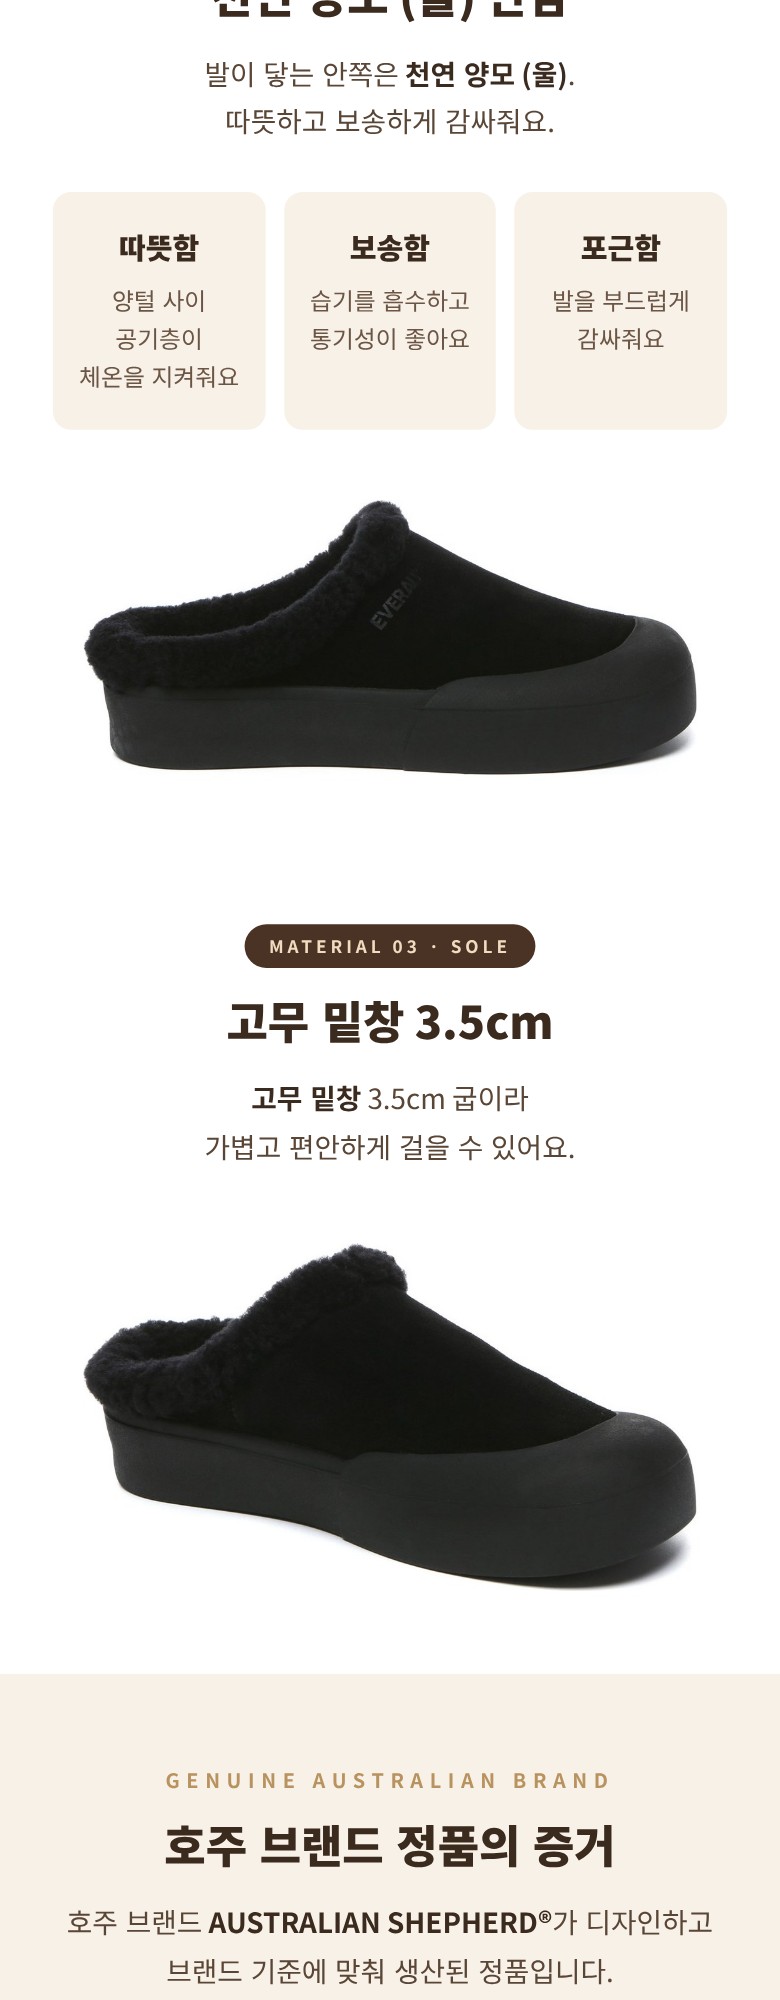 천연 양모 (울) 안감
발이 닿는 안쪽은 천연 양모 (울).
따뜻하고 보송하게 감싸줘요.
따뜻함
양털 사이
공기층이
체온을 지켜줘요
보송함
습기를 흡수하고
통기성이 좋아요
포근함
발을 부드럽게
감싸줘요
MATERIAL 03 · SOLE
고무 밑창 3.5cm
고무 밑창 3.5cm 굽이라
가볍고 편안하게 걸을 수 있어요.
GENUINE AUSTRALIAN BRAND
호주 브랜드 정품의 증거
호주 브랜드 AUSTRALIAN SHEPHERD®가 디자인하고
브랜드 기준에 맞춰 생산된 정품입니다.